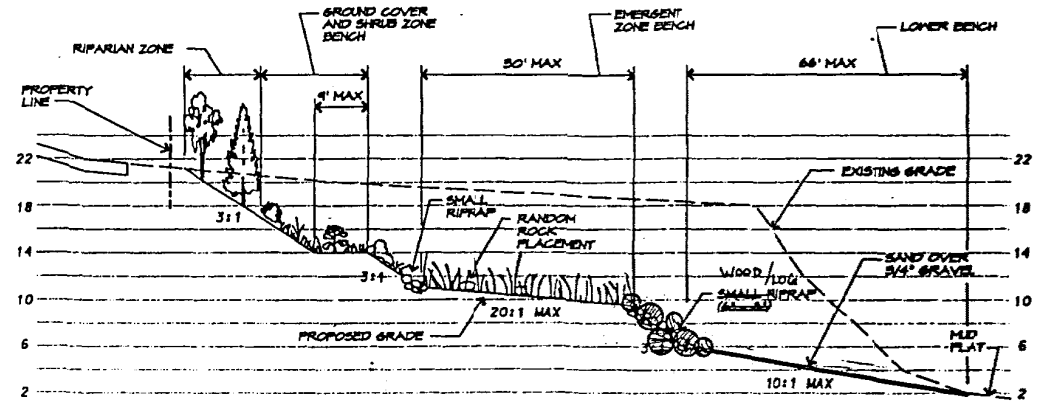 GROUND COVER
AND SHRUB ZONE
BENCH
EMERGENT
ZONE BENCH
LOWER BENCH
RIPARIAN ZONE
50' MAX
66' MAX
PROPERTY
LINE
9' MAX
22
22
EXISTING GRADE
SMALL
RIPRAP
RANDOM
ROCK
PLACEMENT
18
18
3:1
14
14
SAND OVER
3/4" GRAVEL
3:1
WOOD/LOG
SMALL RIPRAP
10
10
20:1 MAX
PROPOSED GRADE
MUD
FLAT
6
6
10:1 MAX
2
2